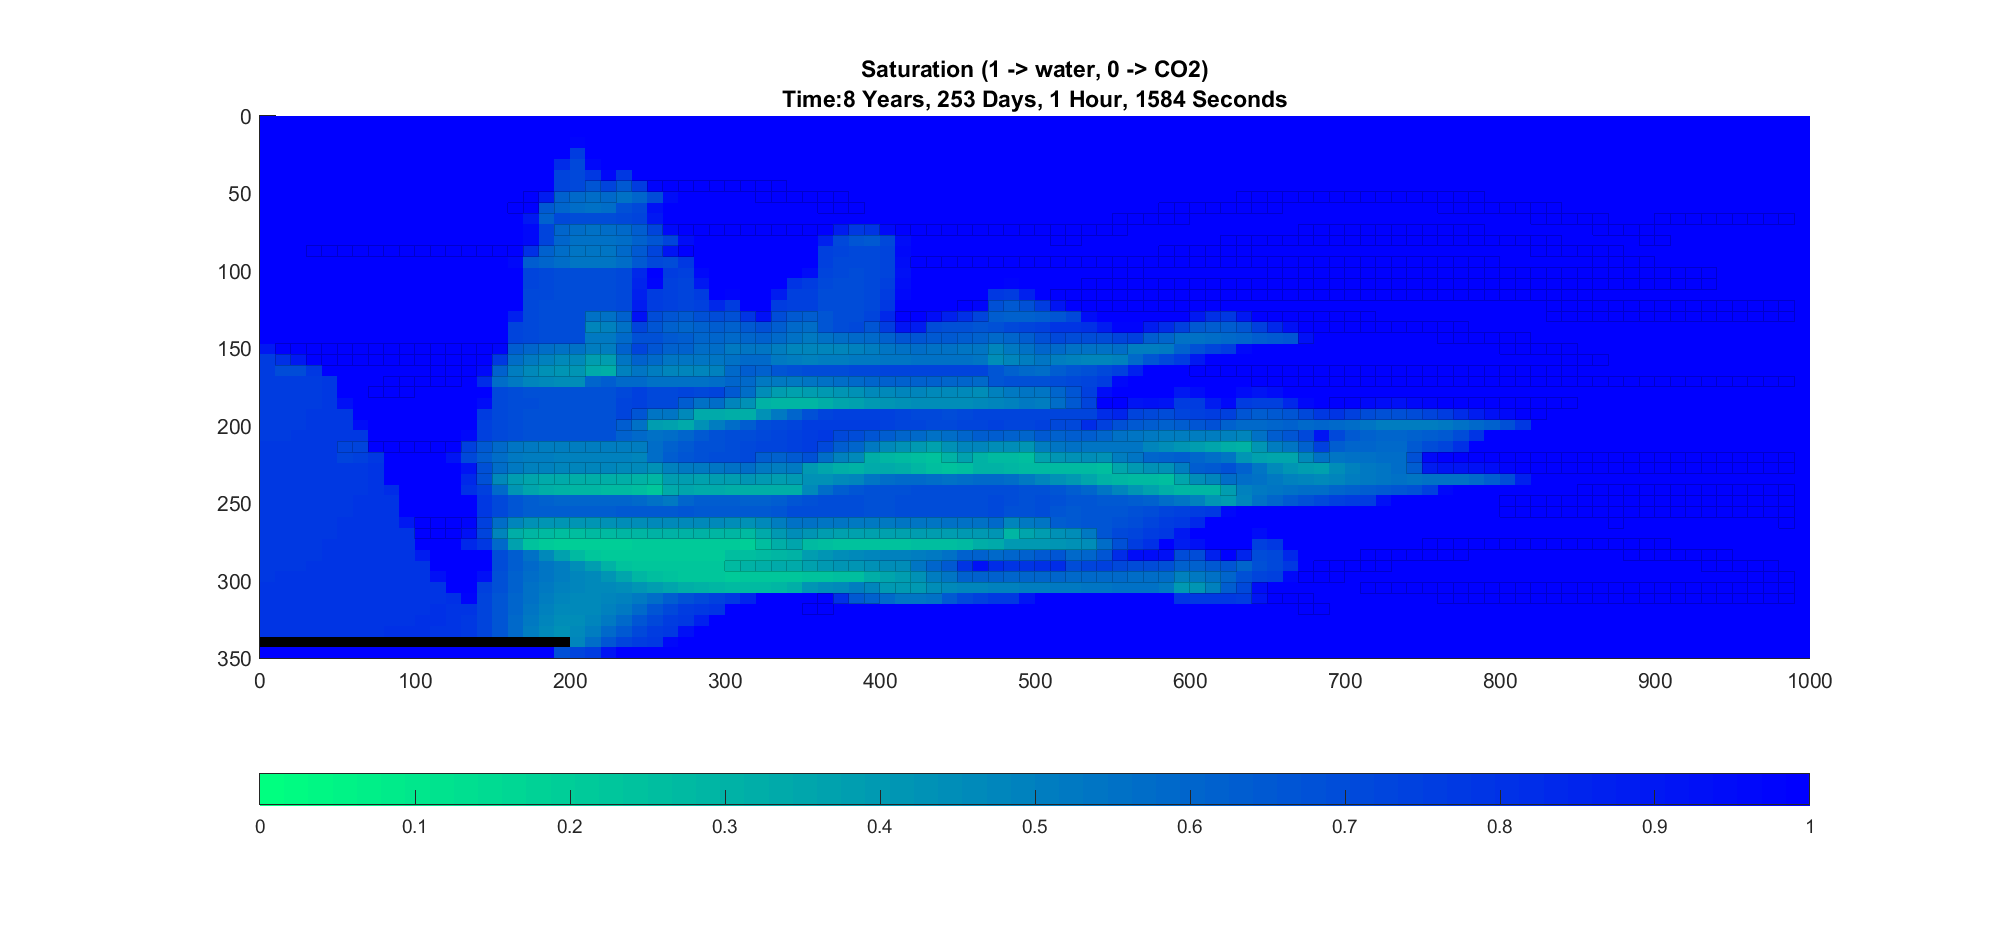 Saturation (1 -> water, 0 -> CO2)
Time:8 Years, 253 Days, 1 Hour, 1584 Seconds
0
50
100
150
200
250
300
350
0 100 200 300 400 500 600 700 800 900 1000
0 0.1 0.2 0.3 0.4 0.5 0.6 0.7 0.8 0.9 1